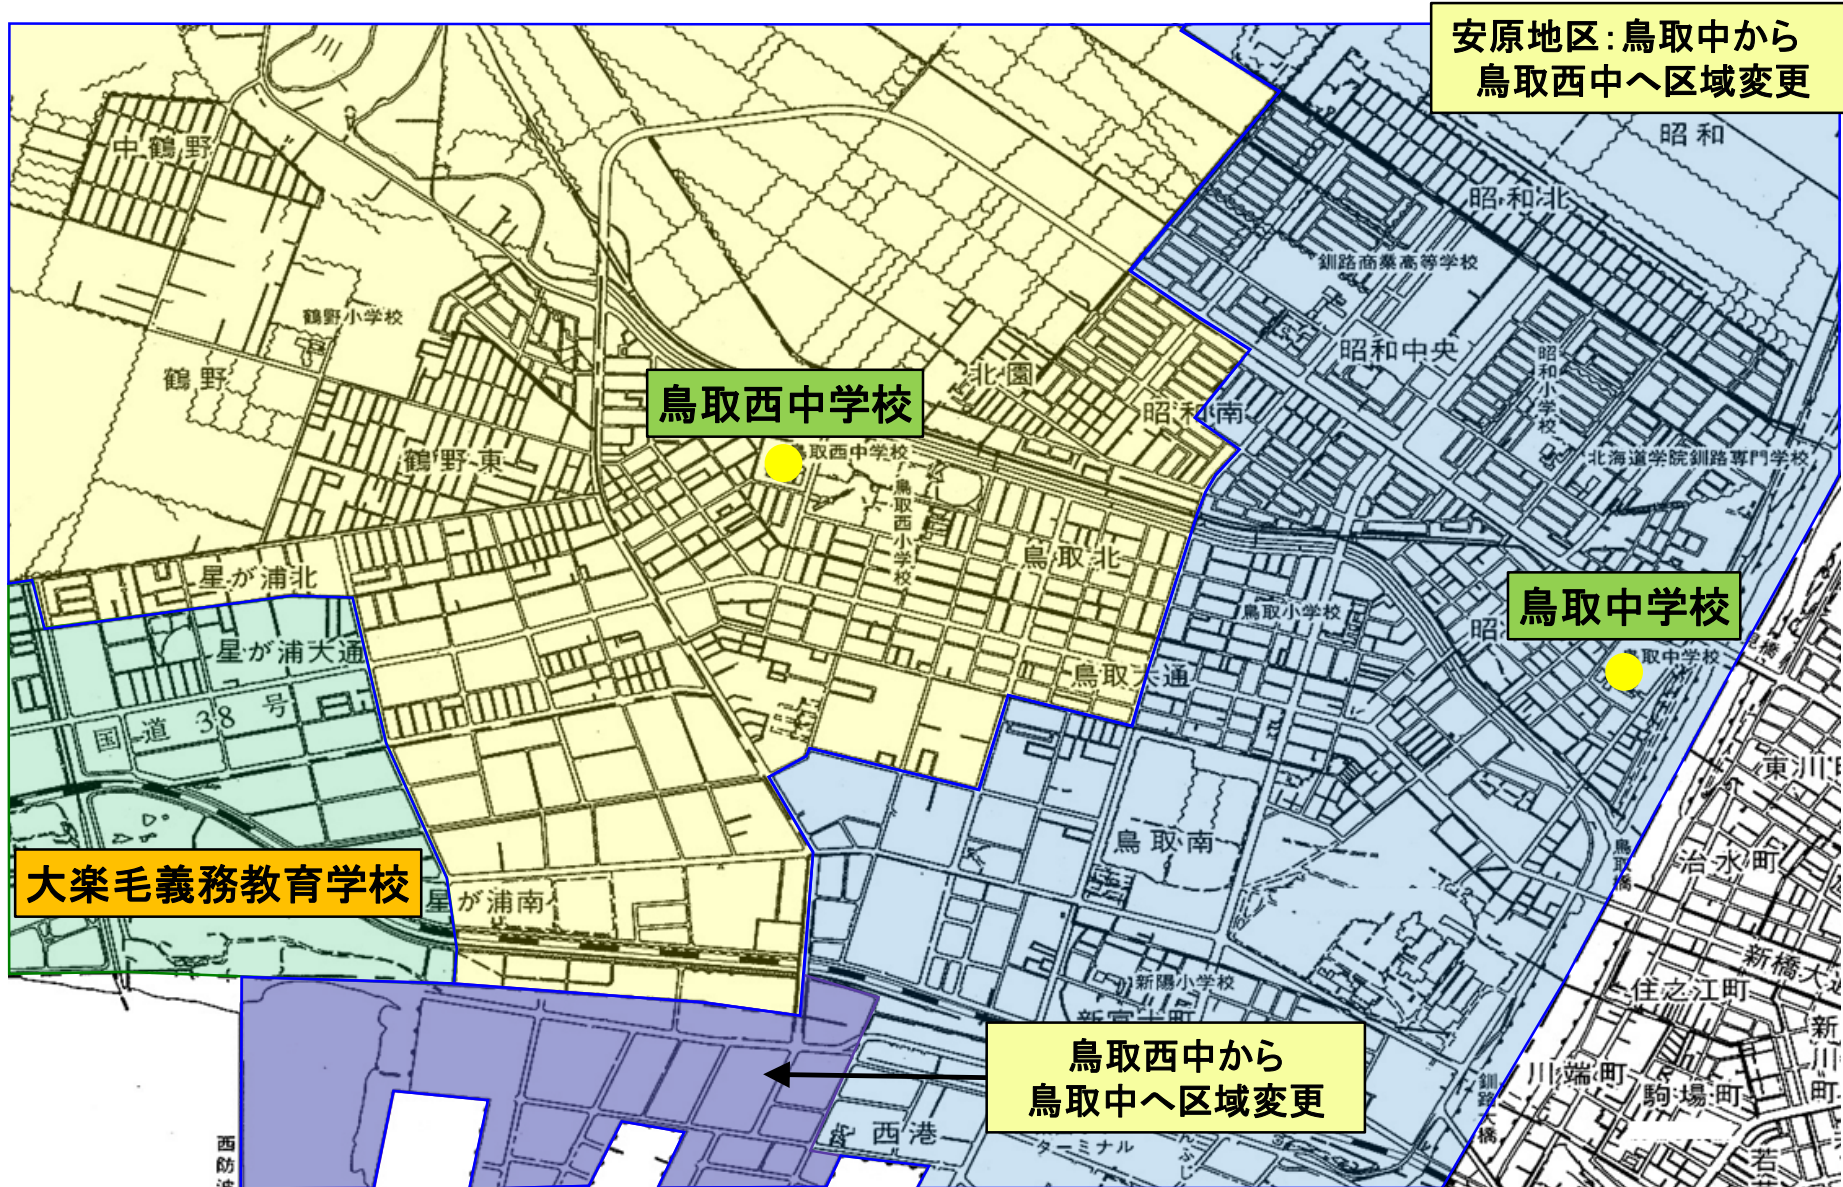 安原地区：鳥取中から
鳥取西中へ区域変更
昭和
中鶴野
昭和北
釧路商業高等学校
鶴野小学校
昭和中央
昭和小学校
鶴野
北園
鳥取西中学校
昭和南
鶴野東
鳥取西中学校
北海道学院釧路専門学校
鳥取西小学校
鳥取北
星が浦北
鳥取中学校
鳥取小学校
星が浦大通
鳥取大通
鳥取中学校
国道38号
鳥取南
治水町
大楽毛義務教育学校
星が浦南
新陽小学校
新富士町
住之江町
新橋大
鳥取西中から
鳥取中へ区域変更
川端町
駒場町
新川町
西港
ターミナル
西防波